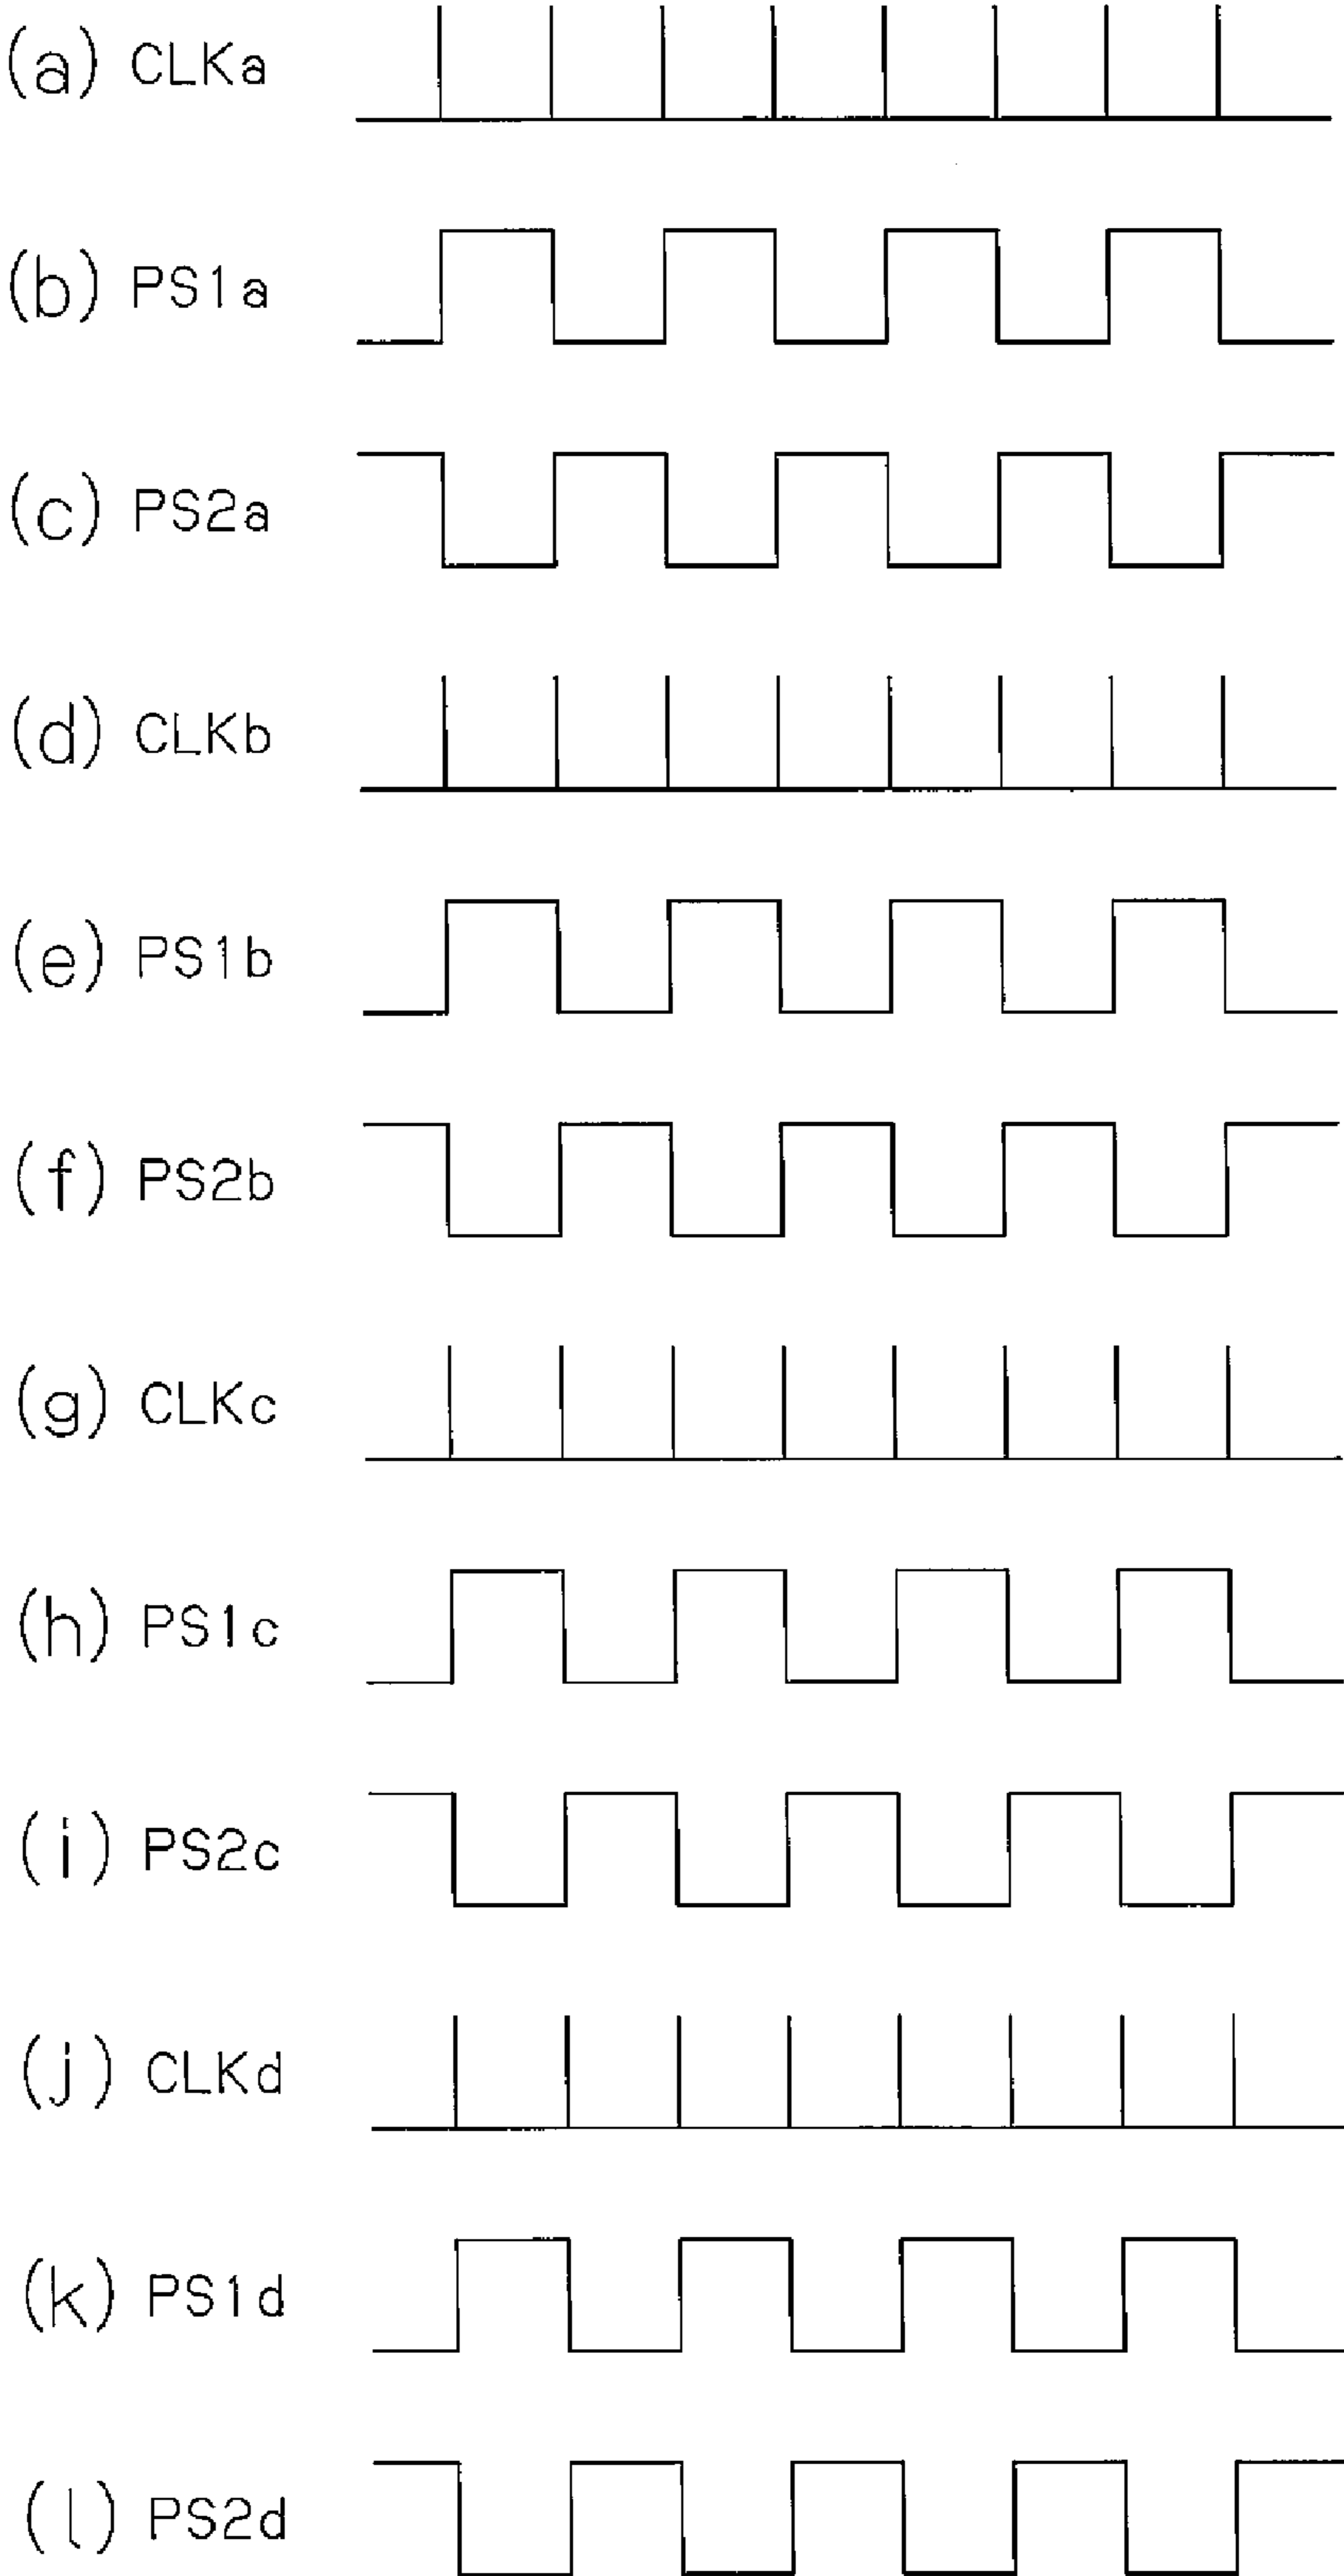 (a) CLKa
(b) PS1a
(c) PS2a
(d) CLKb
(e) PS1b
(f) PS2b
(g) CLKc
(h) PS1c
(i) PS2c
(j) CLKd
(k) PS1d
(l) PS2d